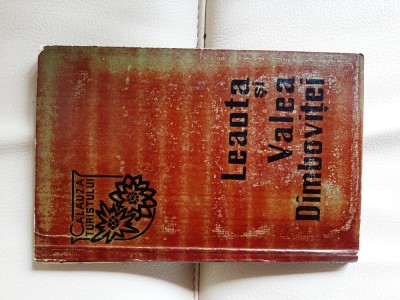 Leaota
și
Valea
Dîmboviței
CĂLĂUZA
TURISTULUI